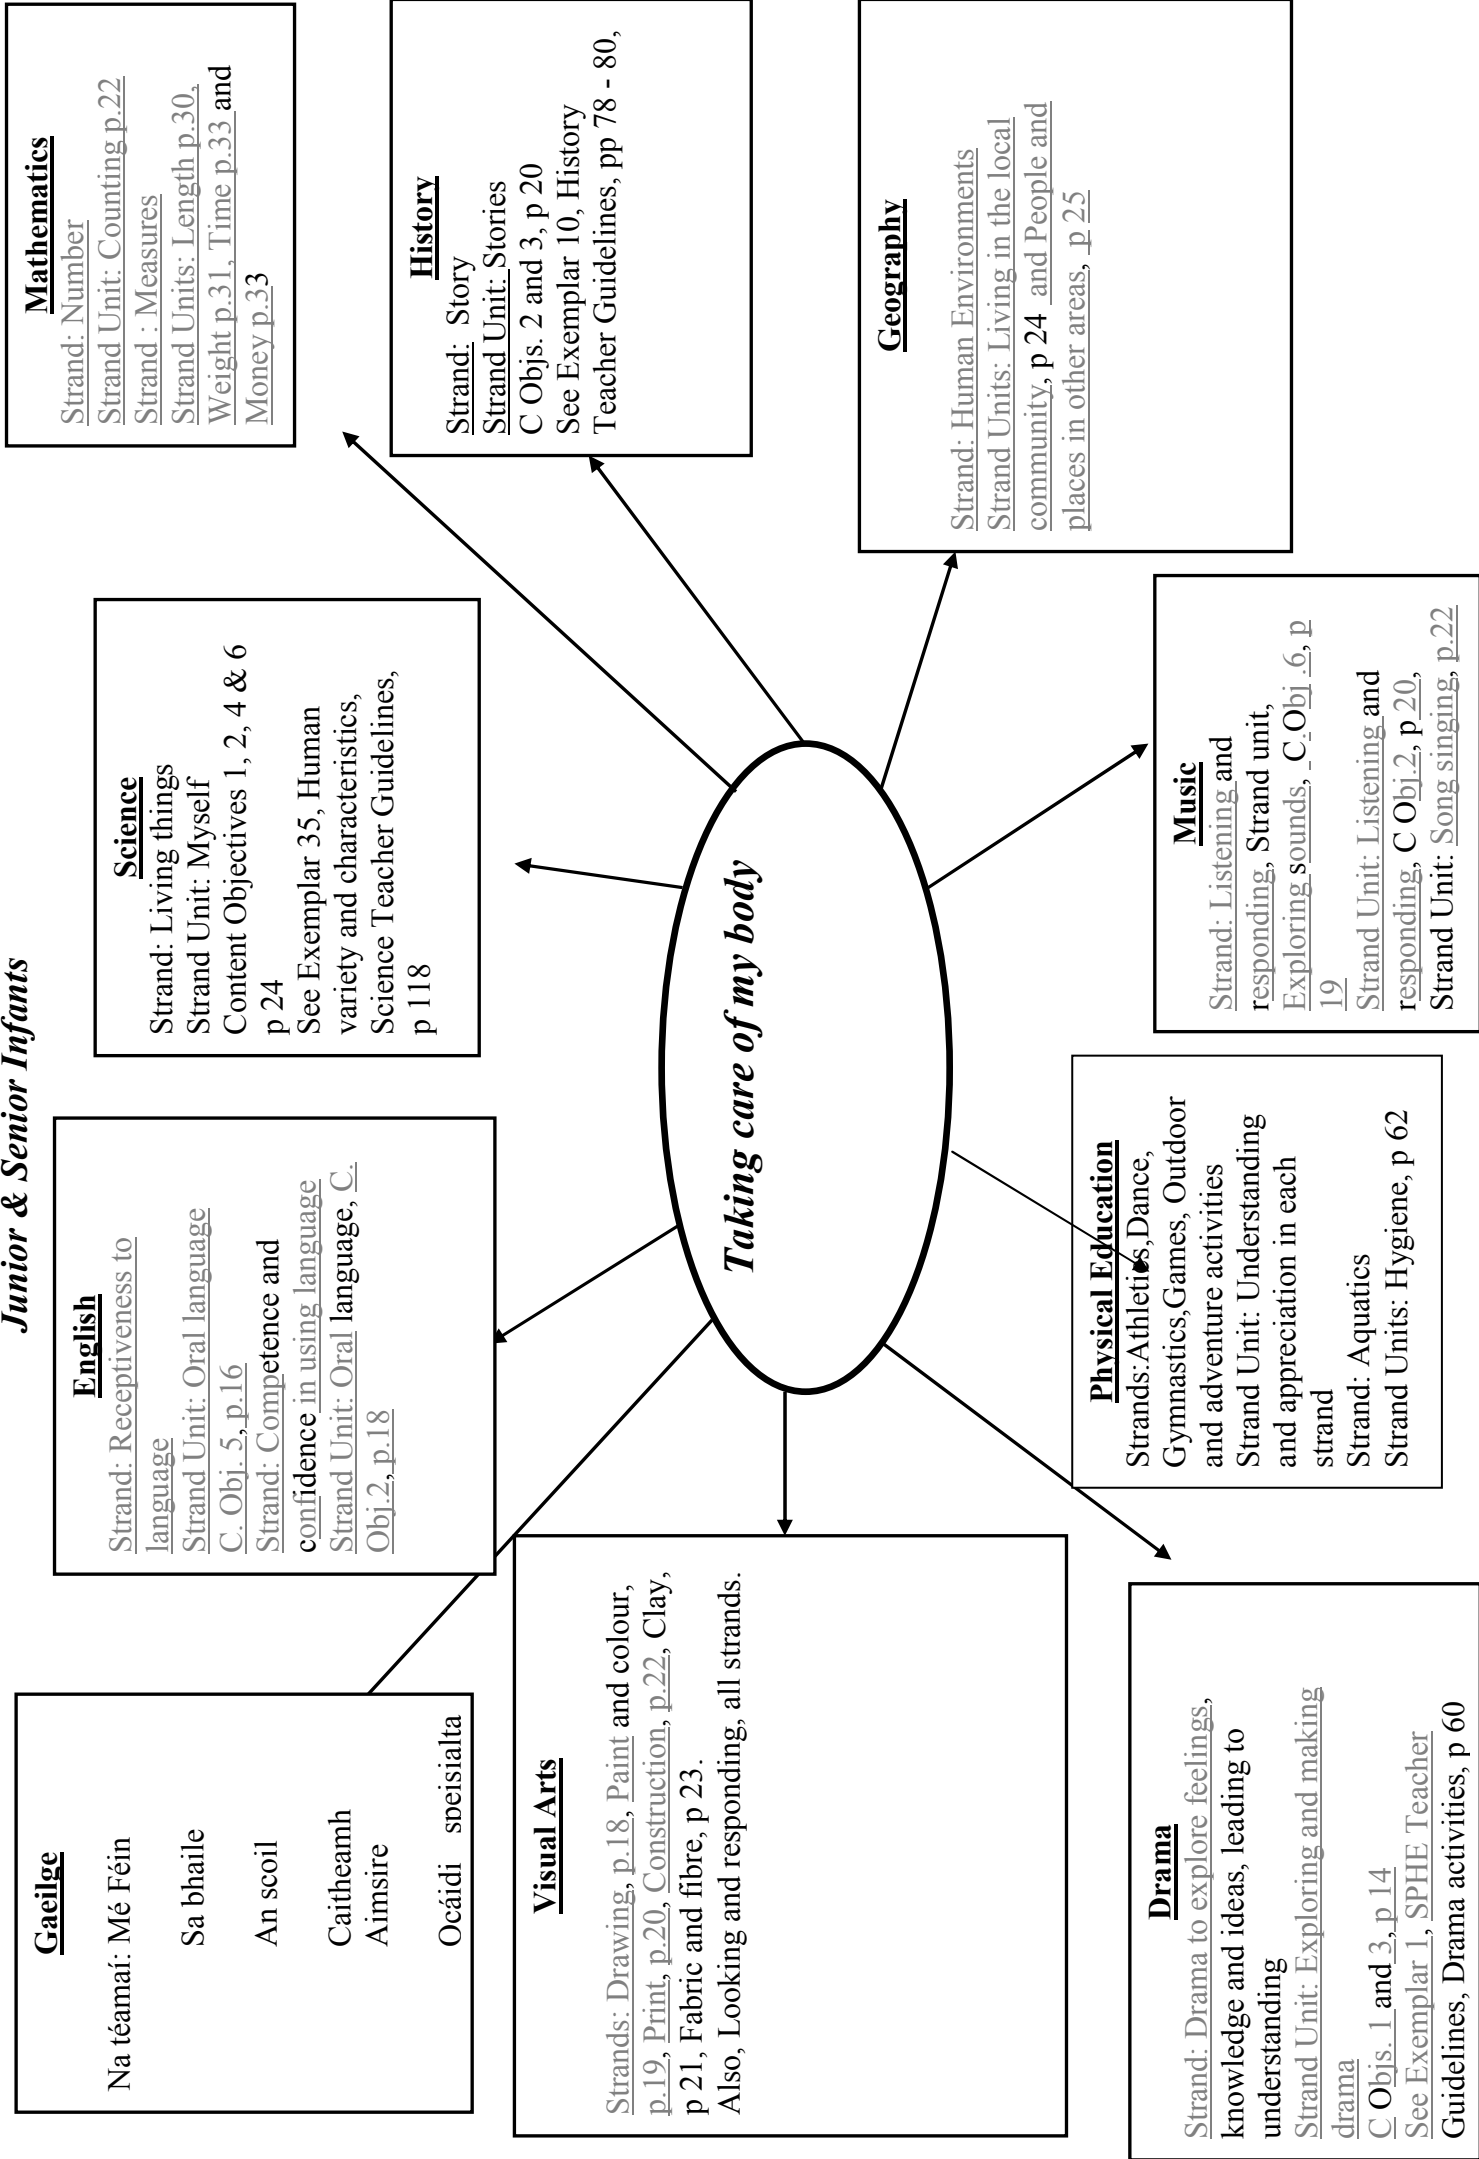 Junior & Senior Infants
Gaeilge
Na téamaí: Mé Féin
Sa bhaile
An scoil
Caitheamh
Aimsire
Ocáidí speisialta
English
Strand: Receptiveness to
language
Strand Unit: Oral language
C. Obj. 5, p.16
Strand: Competence and
confidence in using language
Strand Unit: Oral language, C.
Obj.2, p.18
Science
Strand: Living things
Strand Unit: Myself
Content Objectives 1, 2, 4 & 6
p 24
See Exemplar 35, Human
variety and characteristics,
Science Teacher Guidelines,
p 118
Mathematics
Strand: Number
Strand Unit: Counting p.22
Strand : Measures
Strand Units: Length p.30,
Weight p.31, Time p.33 and
Money p.33
History
Strand: Story
Strand Unit: Stories
C Objs. 2 and 3, p 20
See Exemplar 10, History
Teacher Guidelines, pp 78 - 80,
Visual Arts
Strands: Drawing, p.18, Paint and colour,
p.19, Print, p.20, Construction, p.22, Clay,
p 21, Fabric and fibre, p 23.
Also, Looking and responding, all strands.
Taking care of my body
Geography
Strand: Human Environments
Strand Units: Living in the local
community, p 24 and People and
places in other areas, p 25
Drama
Strand: Drama to explore feelings,
knowledge and ideas, leading to
understanding
Strand Unit: Exploring and making
drama
C Objs. 1 and 3, p 14
See Exemplar 1, SPHE Teacher
Guidelines, Drama activities, p 60
Physical Education
Strands:Athletics,Dance,
Gymnastics,Games, Outdoor
and adventure activities
Strand Unit: Understanding
and appreciation in each
strand
Strand: Aquatics
Strand Units: Hygiene, p 62
Music
Strand: Listening and
responding, Strand unit,
Exploring sounds, C.Obj .6, p
19
Strand Unit: Listening and
responding, C Obj.2, p 20,
Strand Unit: Song singing, p.22